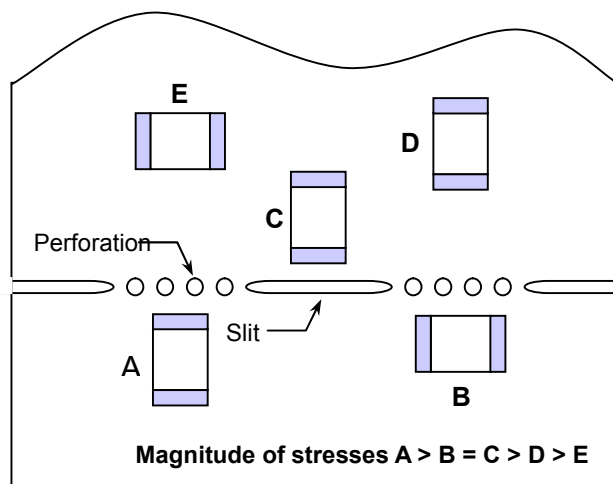 E
D
C
Perforation
Slit
A
B
Magnitude of stresses A > B = C > D > E